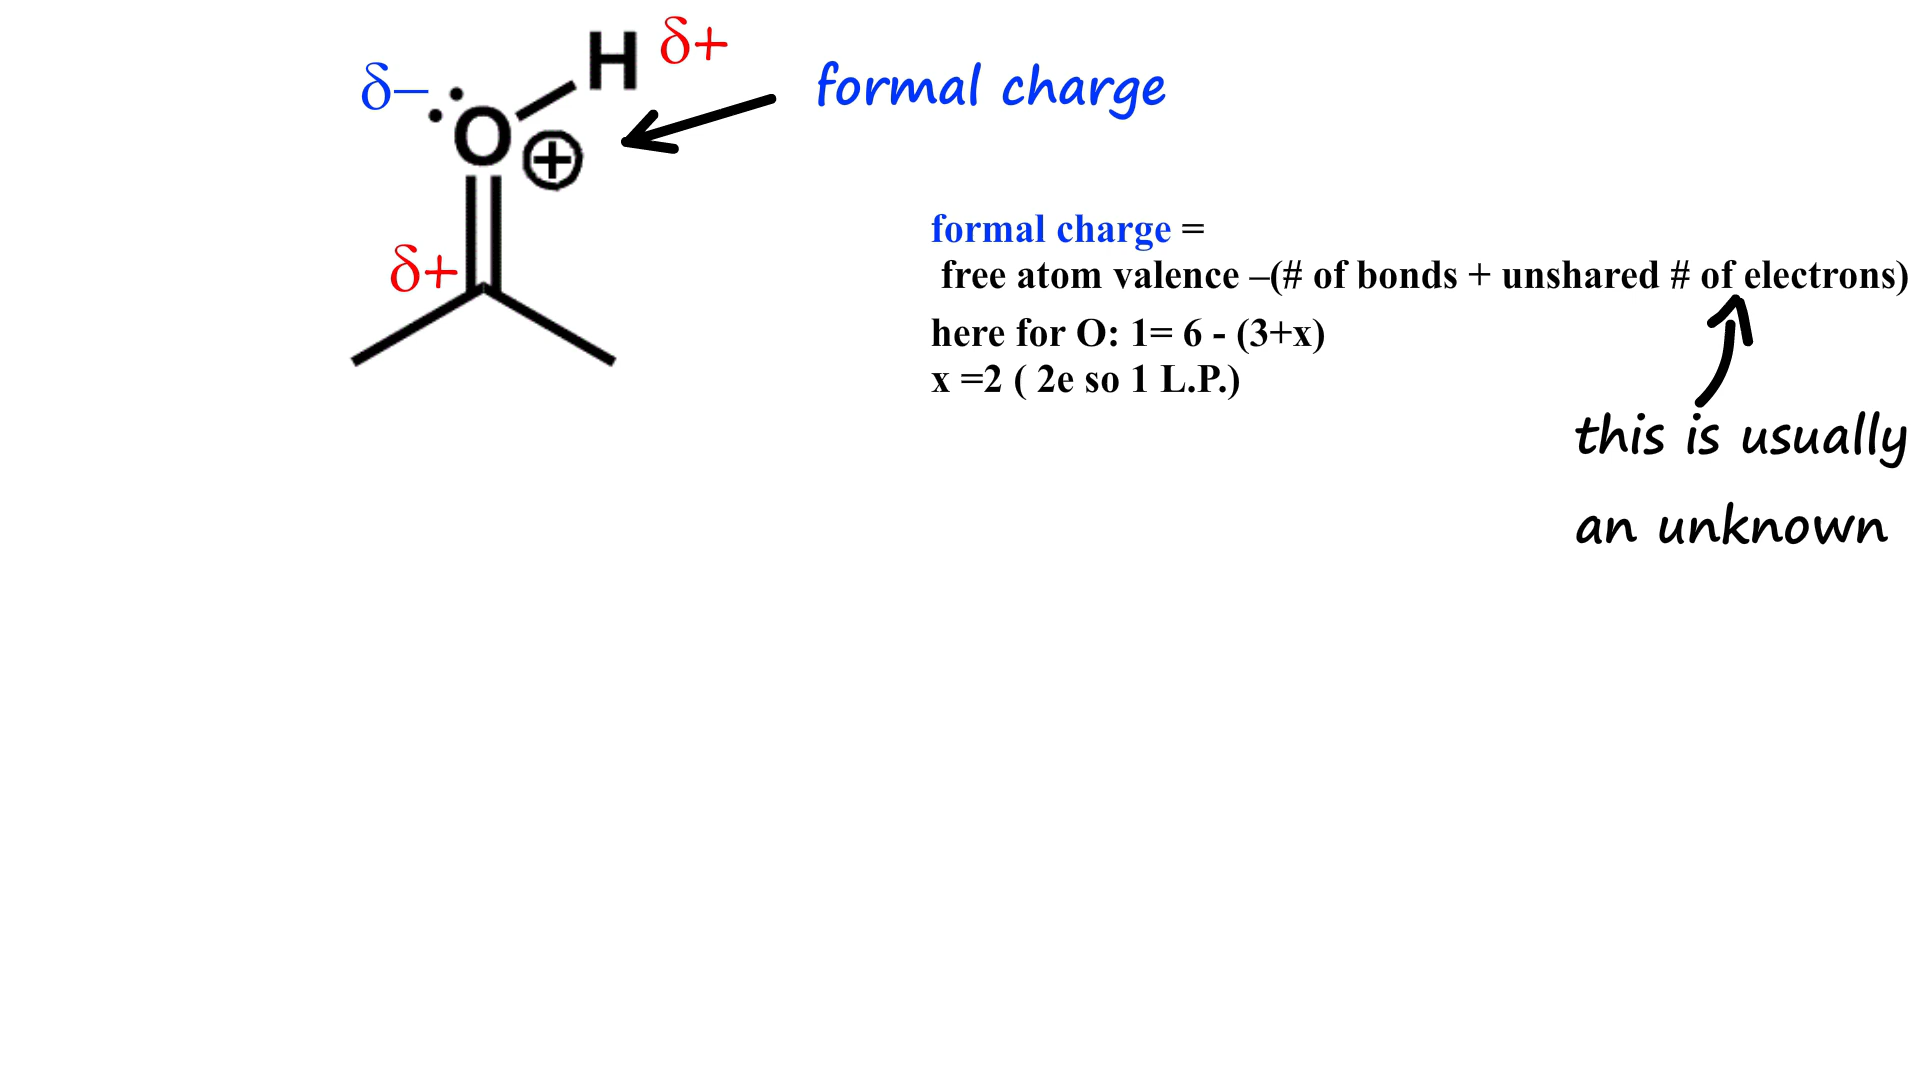 H δ+
δ–
formal charge
O
⊕
δ+
formal charge =
free atom valence –(# of bonds + unshared # of electrons)
here for O: 1= 6 - (3+x)
x =2 ( 2e so 1 L.P.)
this is usually
an unknown